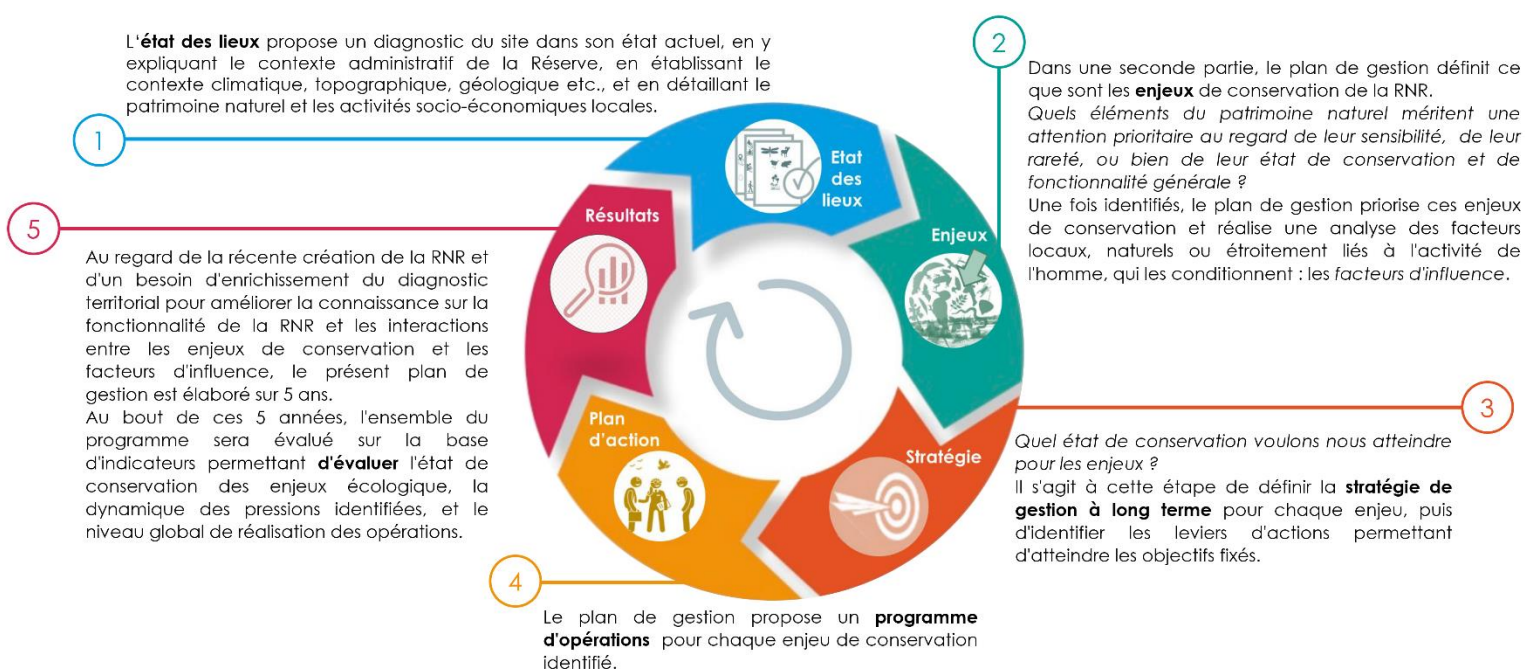 L'état des lieux propose un diagnostic du site dans son état actuel, en y
expliquant le contexte administratif de la Réserve, en établissant le
contexte climatique, topographique, géologique etc., et en détaillant le
patrimoine naturel et les activités socio-économiques locales.
1
2
Dans une seconde partie, le plan de gestion définit ce
que sont les enjeux de conservation de la RNR.
Quels éléments du patrimoine naturel méritent une
attention prioritaire au regard de leur sensibilité, de leur
rareté, ou bien de leur état de conservation et de
fonctionnalité générale ?
Une fois identifiés, le plan de gestion priorise ces enjeux
de conservation et réalise une analyse des facteurs
locaux, naturels ou étroitement liés à l'activité de
l'homme, qui les conditionnent : les facteurs d'influence.
Etat
des
lieux
Enjeux
Stratégie
Plan
d'action
Résultats
3
Quel état de conservation voulons nous atteindre
pour les enjeux ?
Il s'agit à cette étape de définir la stratégie de
gestion à long terme pour chaque enjeu, puis
d'identifier les leviers d'actions permettant
d'atteindre les objectifs fixés.
4
Le plan de gestion propose un programme
d'opérations pour chaque enjeu de conservation
identifié.
5
Au regard de la récente création de la RNR et
d'un besoin d'enrichissement du diagnostic
territorial pour améliorer la connaissance sur la
fonctionnalité de la RNR et les interactions
entre les enjeux de conservation et les
facteurs d'influence, le présent plan de
gestion est élaboré sur 5 ans.
Au bout de ces 5 années, l'ensemble du
programme sera évalué sur la base
d'indicateurs permettant d'évaluer l'état de
conservation des enjeux écologique, la
dynamique des pressions identifiées, et le
niveau global de réalisation des opérations.